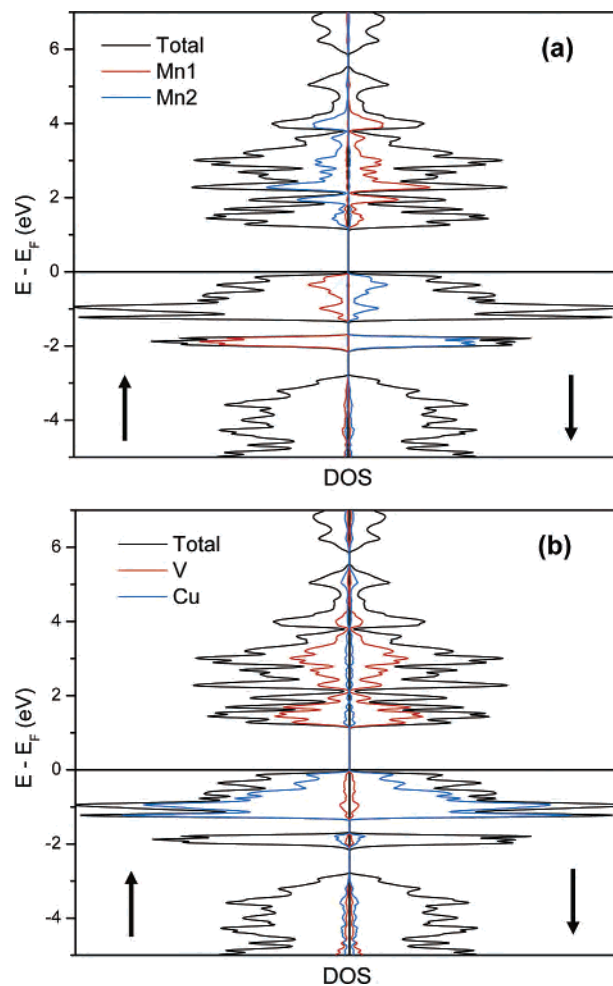 Total
Mn1
Mn2
(a)
6
4
2
0
-2
-4
E - E_F (eV)
DOS
Total
V
Cu
(b)
6
4
2
0
-2
-4
E - E_F (eV)
DOS